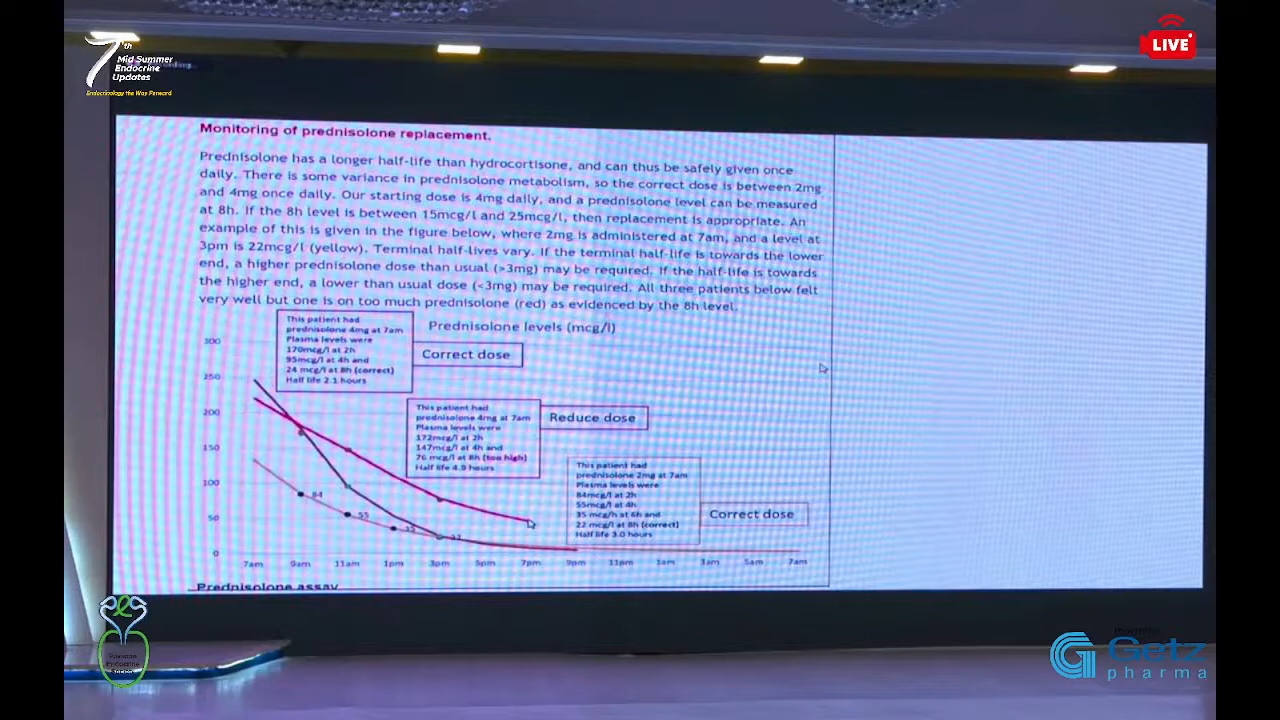 7th
Mid Summer
Endocrine
Updates
Endocrinology the Way Forward
LIVE
Monitoring of prednisolone replacement.
Prednisolone has a longer half-life than hydrocortisone, and can thus be safely given once
daily. There is some variance in prednisolone metabolism, so the correct dose is between 2mg
and 4mg once daily. Our starting dose is 4mg daily, and a prednisolone level can be measured
at 8h. If the 8h level is between 15mcg/l and 25mcg/l, then replacement is appropriate. An
example of this is given in the figure below, where 2mg is administered at 7am, and a level at
3pm is 22mcg/l (yellow). Terminal half-lives vary. If the terminal half-life is towards the lower
end, a higher prednisolone dose than usual (>3mg) may be required. If the half-life is towards
the higher end, a lower than usual dose (<3mg) may be required. All three patients below felt
very well but one is on too much prednisolone (red) as evidenced by the 8h level.
Prednisolone levels (mcg/l)
This patient had
prednisolone 4mg at 7am
Plasma levels were
170mcg/l at 2h
95mcg/l at 4h and
24 mcg/l at 8h (correct)
Half life 2.1 hours
Correct dose
This patient had
prednisolone 4mg at 7am
Plasma levels were
172mcg/l at 2h
147mcg/l at 4h and
76 mcg/l at 8h (too high)
Half life 4.9 hours
Reduce dose
This patient had
prednisolone 2mg at 7am
Plasma levels were
84mcg/l at 2h
55mcg/l at 4h
35 mcg/h at 6h and
22 mcg/l at 8h (correct)
Half life 3.0 hours
Correct dose
300
250
200
150
100
50
0
84
55
35
22
7am 9am 11am 1pm 3pm 5pm 7pm 9pm 11pm 1am 3am 5am 7am
Prednisolone assay
Pakistan
Endocrine
Society
Getz
pharma